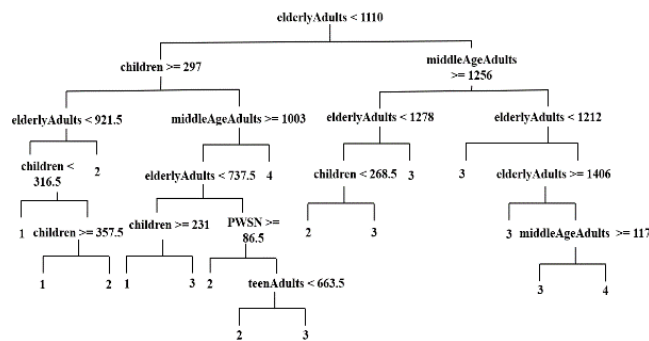 elderlyAdults < 1110
children >= 297
middleAgeAdults
>= 1256
elderlyAdults < 921.5
middleAgeAdults >= 1003
elderlyAdults < 1278
elderlyAdults < 1212
children <
316.5
2
elderlyAdults < 737.5
4
children < 268.5
3
3
elderlyAdults >= 1406
1
children >= 357.5
children >= 231
PWSN >=
86.5
2
3
3
middleAgeAdults >= 117
1
2
1
3
2
teenAdults < 663.5
3
4
2
3